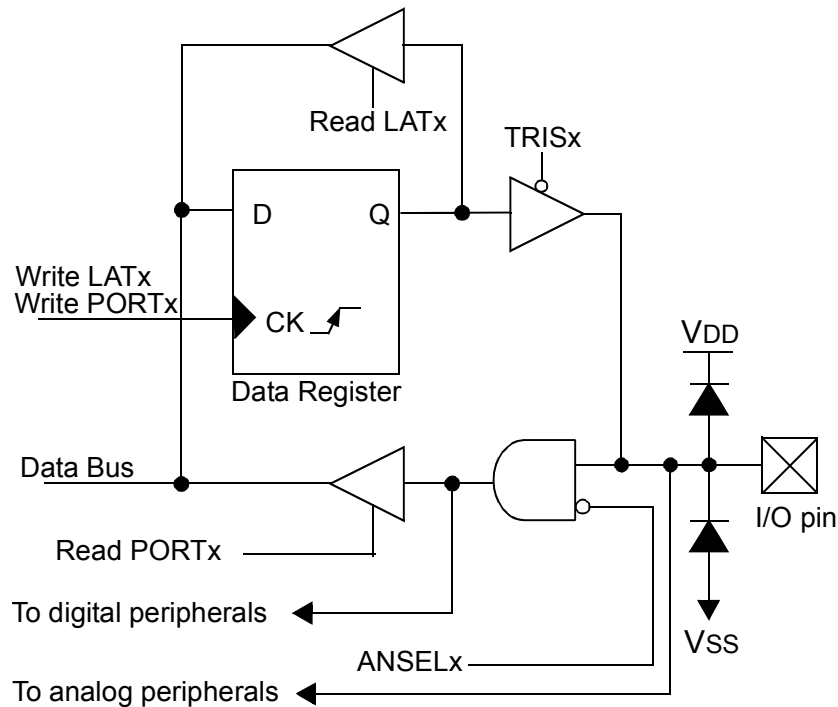 Read LATx
TRISx
D
Q
Write LATx
Write PORTx
CK
VDD
Data Register
Data Bus
I/O pin
Read PORTx
To digital peripherals
VSS
ANSELx
To analog peripherals